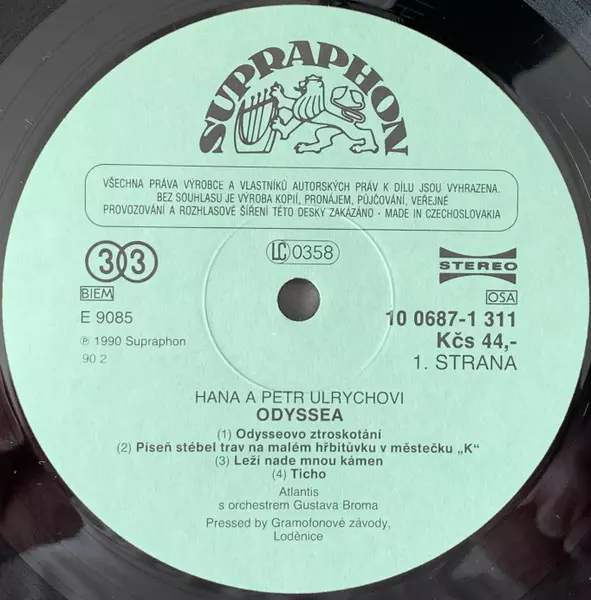 SUPRAPHON
VŠECHNA PRÁVA VÝROBCE A VLASTNÍKŮ AUTORSKÝCH PRÁV K DÍLU JSOU VYHRAZENA.
BEZ SOUHLASU JE VÝROBA KOPIÍ, PRONÁJEM, PŮJČOVÁNÍ, VEŘEJNÉ
PROVOZOVÁNÍ A ROZHLASOVÉ ŠÍŘENÍ TÉTO DESKY ZAKÁZÁNO · MADE IN CZECHOSLOVAKIA
33
LC 0358
STEREO
BIEM
OSA
E 9085
10 0687-1 311
℗ 1990 Supraphon
Kčs 44,-
90 2
1. STRANA
HANA A PETR ULRYCHOVI
ODYSSEA
(1) Odysseovo ztroskotání
(2) Píseň stébel trav na malém hřbitůvku v městečku „K"
(3) Leží nade mnou kámen
(4) Ticho
Atlantis
s orchestrem Gustava Broma
Pressed by Gramofonové závody,
Loděnice